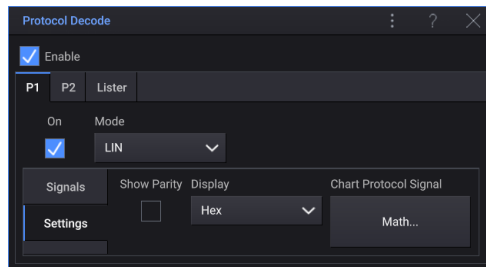 Protocol Decode
Enable
P1 P2 Lister
On Mode
LIN
Signals Show Parity Display Chart Protocol Signal
Hex Math...
Settings